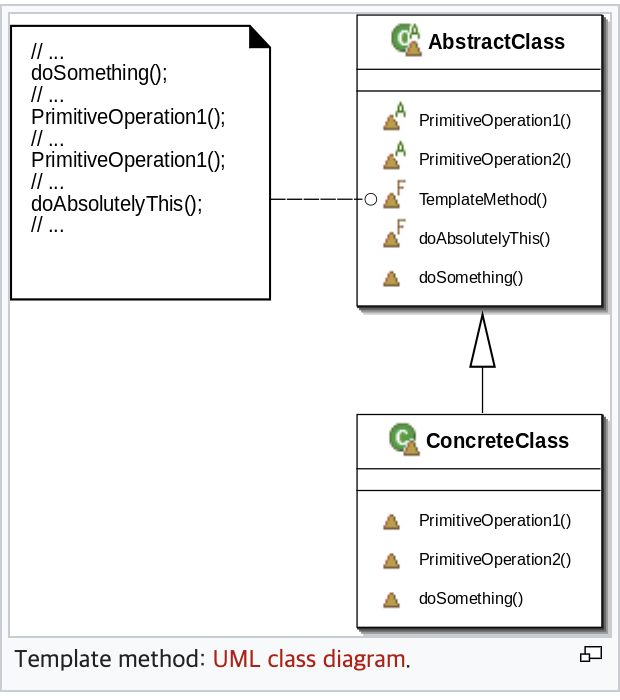 // ...
doSomething();
// ...
PrimitiveOperation1();
// ...
PrimitiveOperation1();
// ...
doAbsolutelyThis();
// ...
C A AbstractClass
A PrimitiveOperation1()
A PrimitiveOperation2()
F TemplateMethod()
F doAbsolutelyThis()
doSomething()
C ConcreteClass
PrimitiveOperation1()
PrimitiveOperation2()
doSomething()
Template method: UML class diagram.